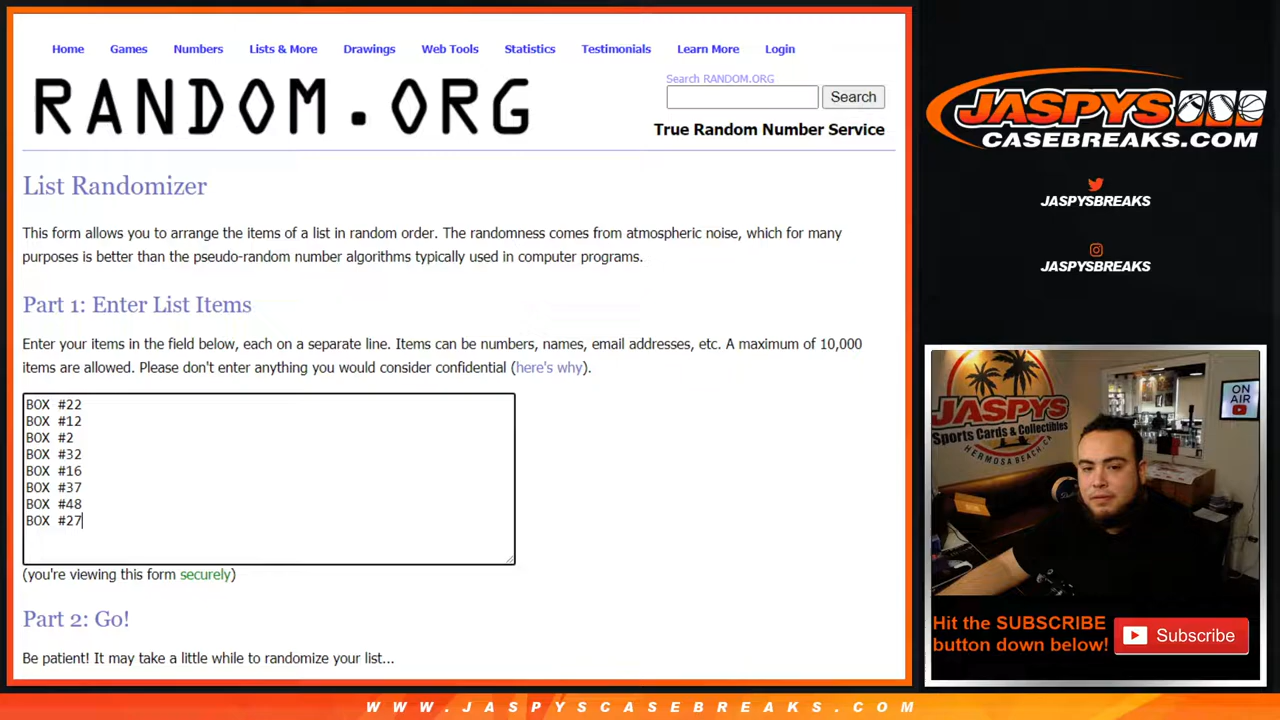 Home Games Numbers Lists & More Drawings Web Tools Statistics Testimonials Learn More Login
RANDOM.ORG
Search RANDOM.ORG
Search
True Random Number Service
List Randomizer
This form allows you to arrange the items of a list in random order. The randomness comes from atmospheric noise, which for many
purposes is better than the pseudo-random number algorithms typically used in computer programs.
Part 1: Enter List Items
Enter your items in the field below, each on a separate line. Items can be numbers, names, email addresses, etc. A maximum of 10,000
items are allowed. Please don't enter anything you would consider confidential (here's why).
BOX #22
BOX #12
BOX #2
BOX #32
BOX #16
BOX #37
BOX #48
BOX #27
(you're viewing this form securely)
Part 2: Go!
Be patient! It may take a little while to randomize your list...
JASPYS
CASEBREAKS.COM
JASPYSBREAKS
JASPYSBREAKS
JASPYS
Sports Cards & Collectibles
HERMOSA BEACH, CA
ON
AIR
Hit the SUBSCRIBE
button down below!
Subscribe
WWW.JASPYSCASEBREAKS.COM